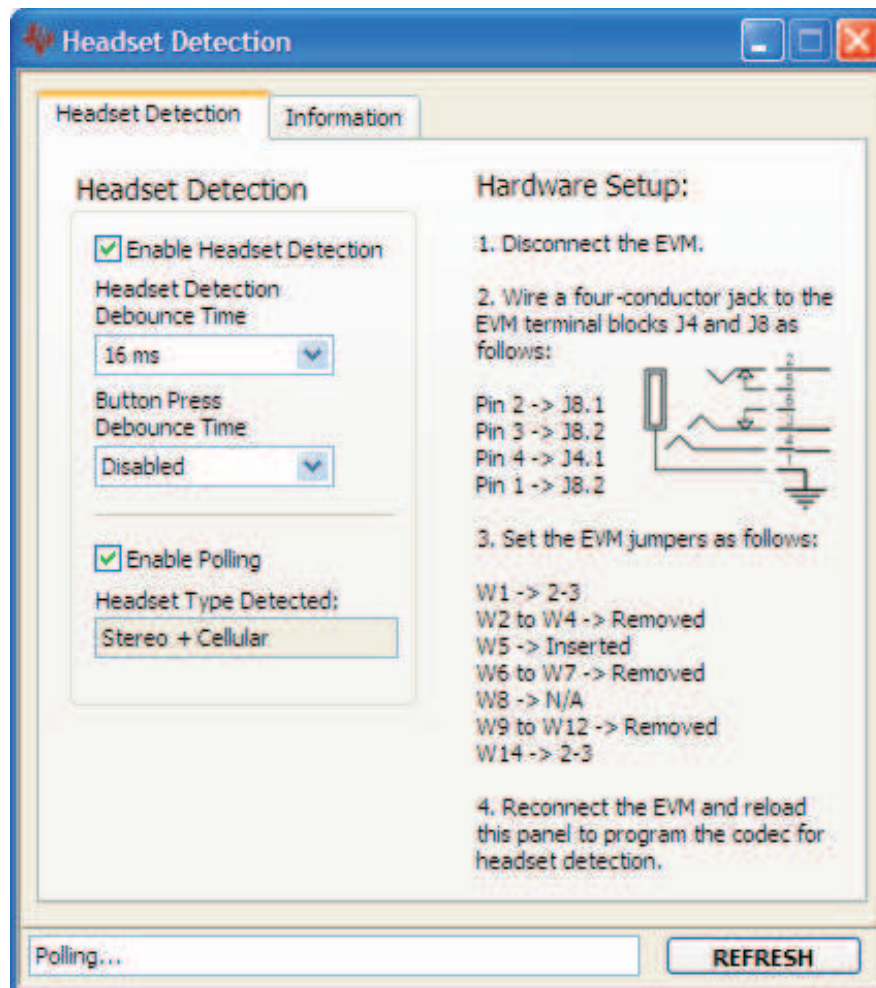 Headset Detection
Headset Detection
Information
Headset Detection
Enable Headset Detection
Headset Detection
Debounce Time
16 ms
Button Press
Debounce Time
Disabled
Enable Polling
Headset Type Detected:
Stereo + Cellular
Hardware Setup:
1. Disconnect the EVM.
2. Wire a four-conductor jack to the
EVM terminal blocks J4 and J8 as
follows:
Pin 2 -> J8.1
Pin 3 -> J8.2
Pin 4 -> J4.1
Pin 1 -> J8.2
3. Set the EVM jumpers as follows:
W1 -> 2-3
W2 to W4 -> Removed
W5 -> Inserted
W6 to W7 -> Removed
W8 -> N/A
W9 to W12 -> Removed
W14 -> 2-3
4. Reconnect the EVM and reload
this panel to program the codec for
headset detection.
Polling...
REFRESH